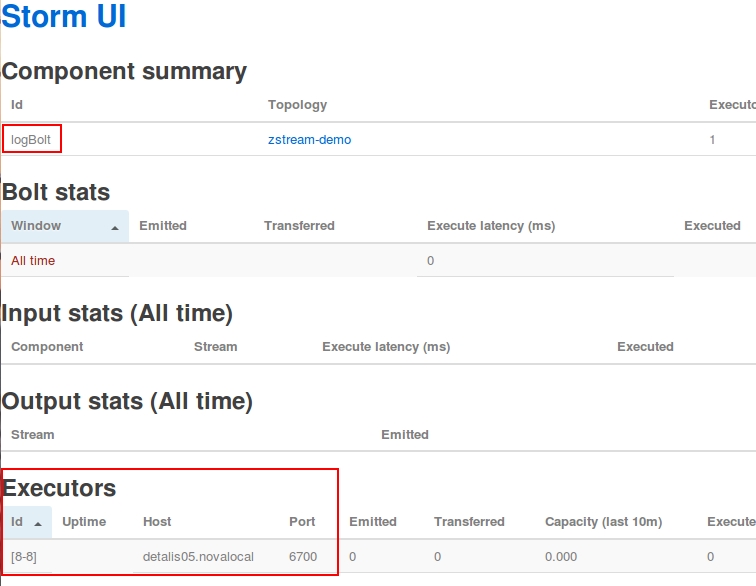 Storm UI
Component summary
Id Topology Executo
logBolt zstream-demo 1
Bolt stats
Window Emitted Transferred Execute latency (ms) Executed
All time 0
Input stats (All time)
Component Stream Execute latency (ms) Executed
Output stats (All time)
Stream Emitted
Executors
Id Uptime Host Port Emitted Transferred Capacity (last 10m) Execute
[8-8] detalis05.novalocal 6700 0 0 0.000 0